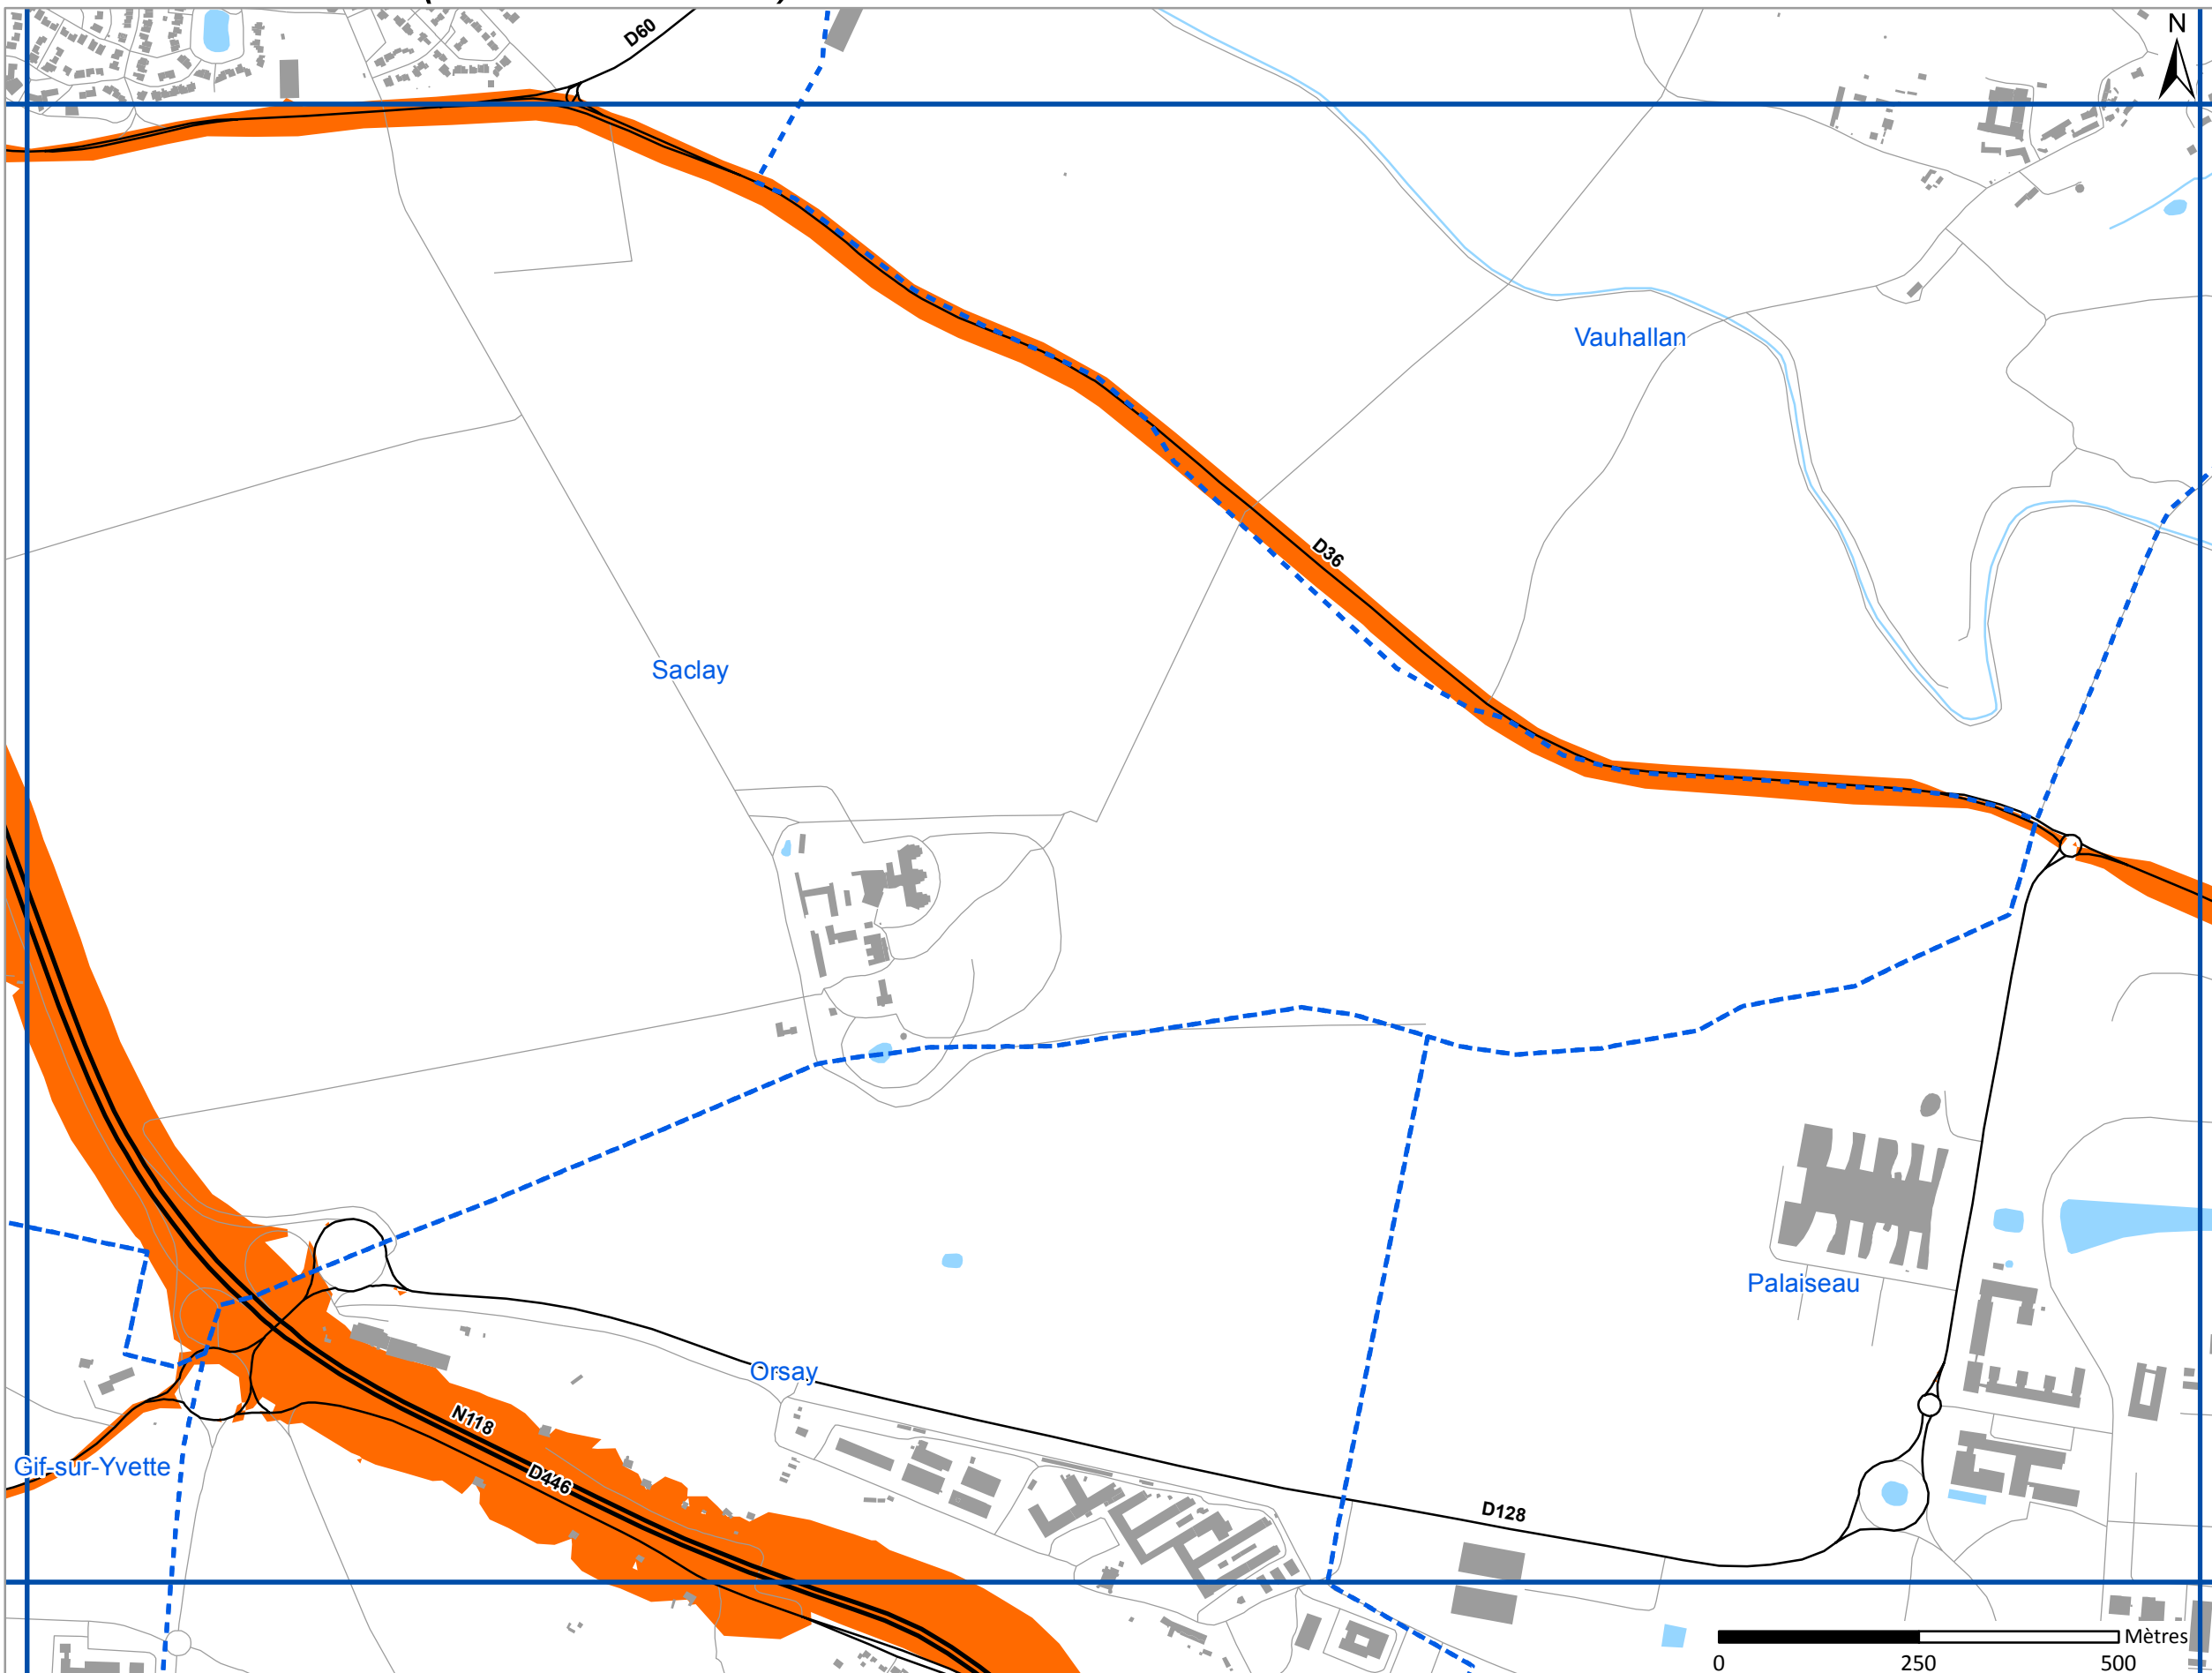 D60
N
Vauhallan
D36
Saclay
Palaiseau
Orsay
N118
Gif-sur-Yvette
D446
D128
Mètres
0 250 500